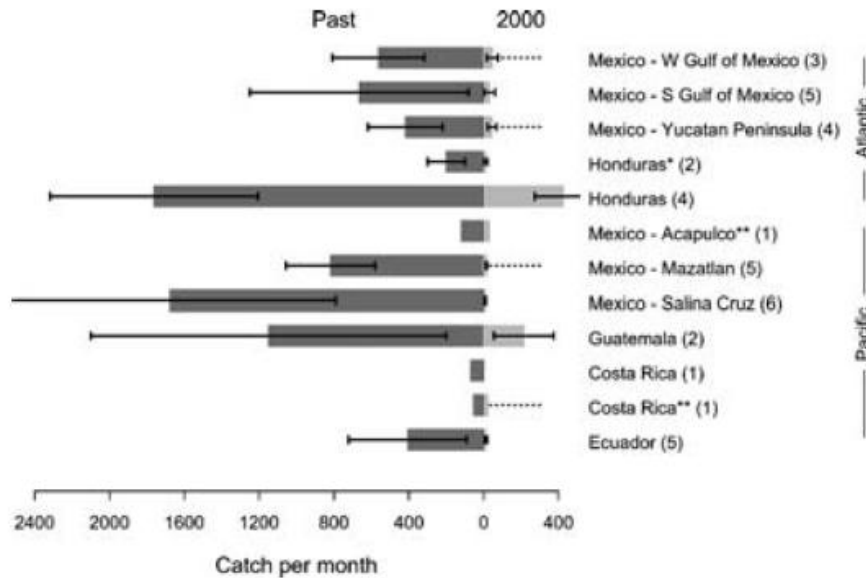 Past 2000
Mexico - W Gulf of Mexico (3)
Mexico - S Gulf of Mexico (5)
Mexico - Yucatan Peninsula (4)
Honduras* (2)
Honduras (4)
Mexico - Acapulco** (1)
Mexico - Mazatlan (5)
Mexico - Salina Cruz (6)
Guatemala (2)
Costa Rica (1)
Costa Rica** (1)
Ecuador (5)
Atlantic
Pacific
2400 2000 1600 1200 800 400 0 400
Catch per month